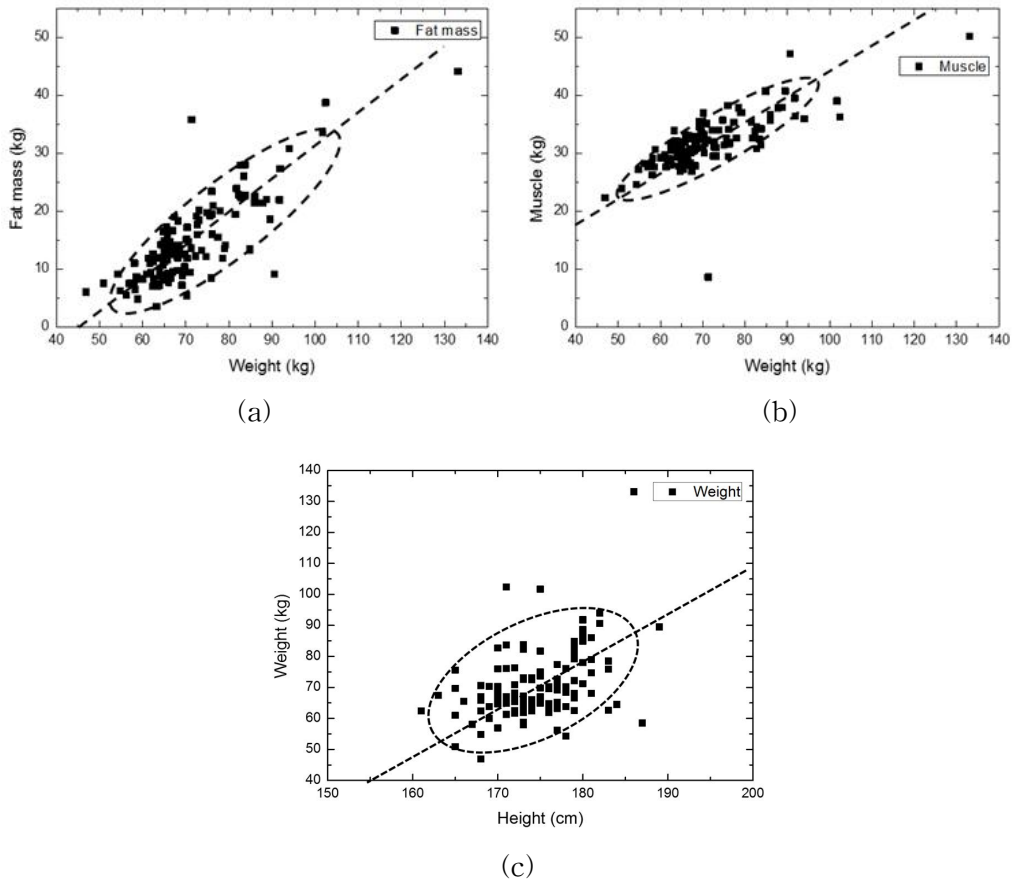 Fat mass
50
40
30
20
10
0
Fat mass (kg)
40 50 60 70 80 90 100 110 120 130 140
Weight (kg)
(a)
Muscle
50
40
30
20
10
0
Muscle (kg)
40 50 60 70 80 90 100 110 120 130 140
Weight (kg)
(b)
Weight
140
130
120
110
100
90
80
70
60
50
40
Weight (kg)
150 160 170 180 190 200
Height (cm)
(c)